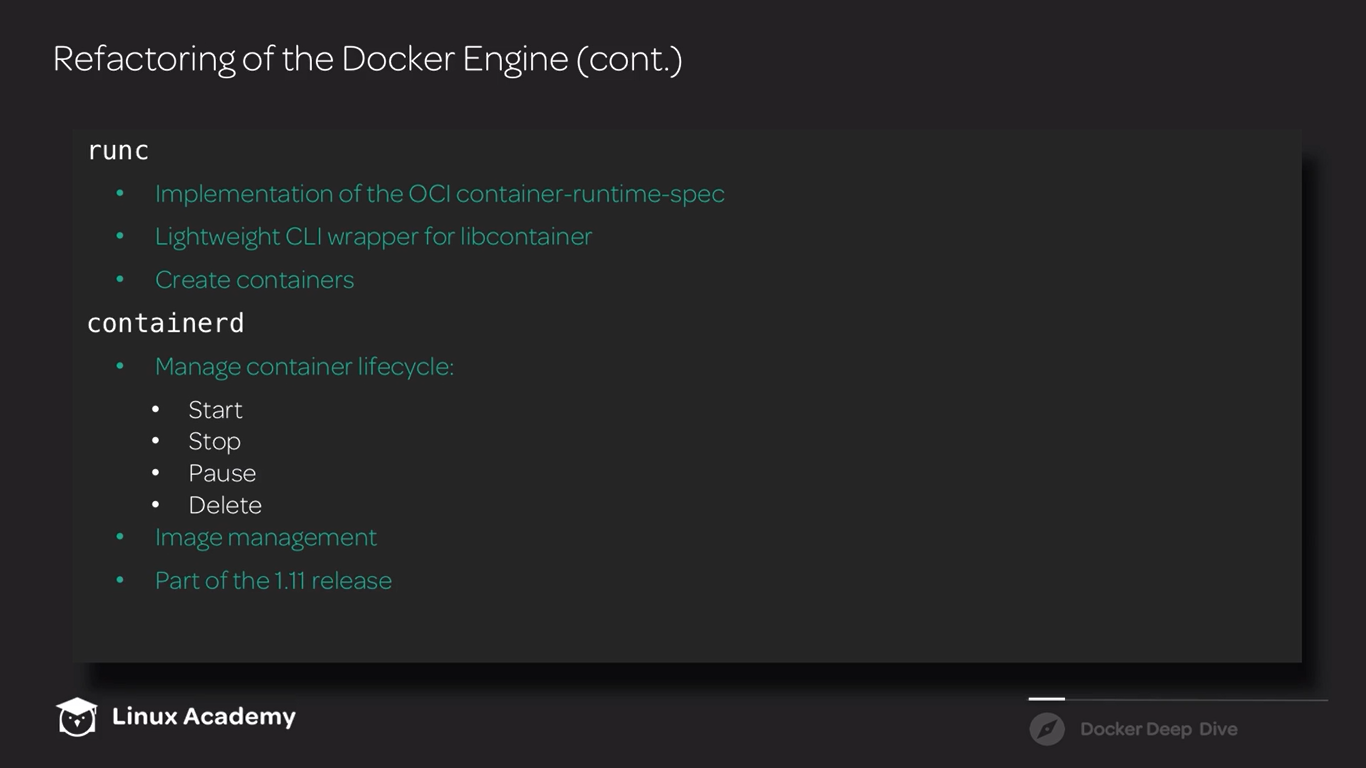 Refactoring of the Docker Engine (cont.)
runc
• Implementation of the OCI container-runtime-spec
• Lightweight CLI wrapper for libcontainer
• Create containers
containerd
• Manage container lifecycle:
• Start
• Stop
• Pause
• Delete
• Image management
• Part of the 1.11 release
Linux Academy
Docker Deep Dive